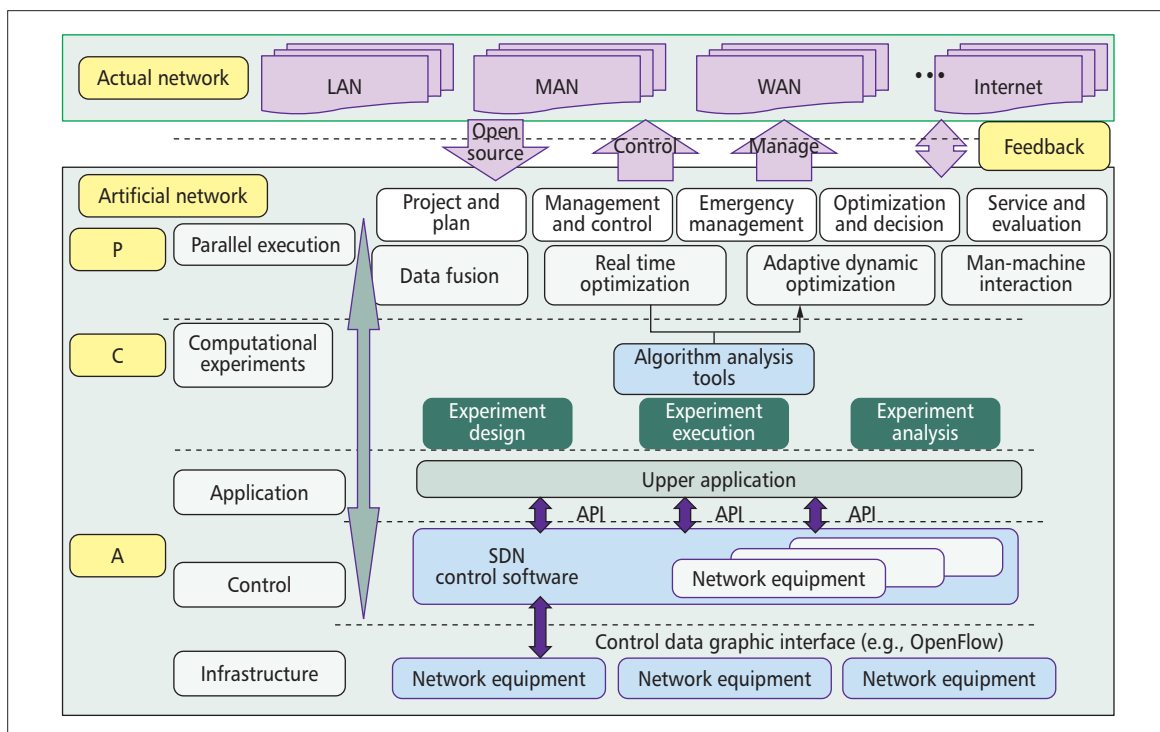 Actual network
LAN
MAN
WAN
•••
Internet
Open
source
Control
Manage
Feedback
Artificial network
P
Parallel execution
Project and
plan
Management
and control
Emergency
management
Optimization
and decision
Service and
evaluation
Data fusion
Real time
optimization
Adaptive dynamic
optimization
Man-machine
interaction
C
Computational
experiments
Algorithm analysis
tools
Experiment
design
Experiment
execution
Experiment
analysis
Application
Upper application
API
API
API
A
Control
SDN
control software
Network equipment
Control data graphic interface (e.g., OpenFlow)
Infrastructure
Network equipment
Network equipment
Network equipment